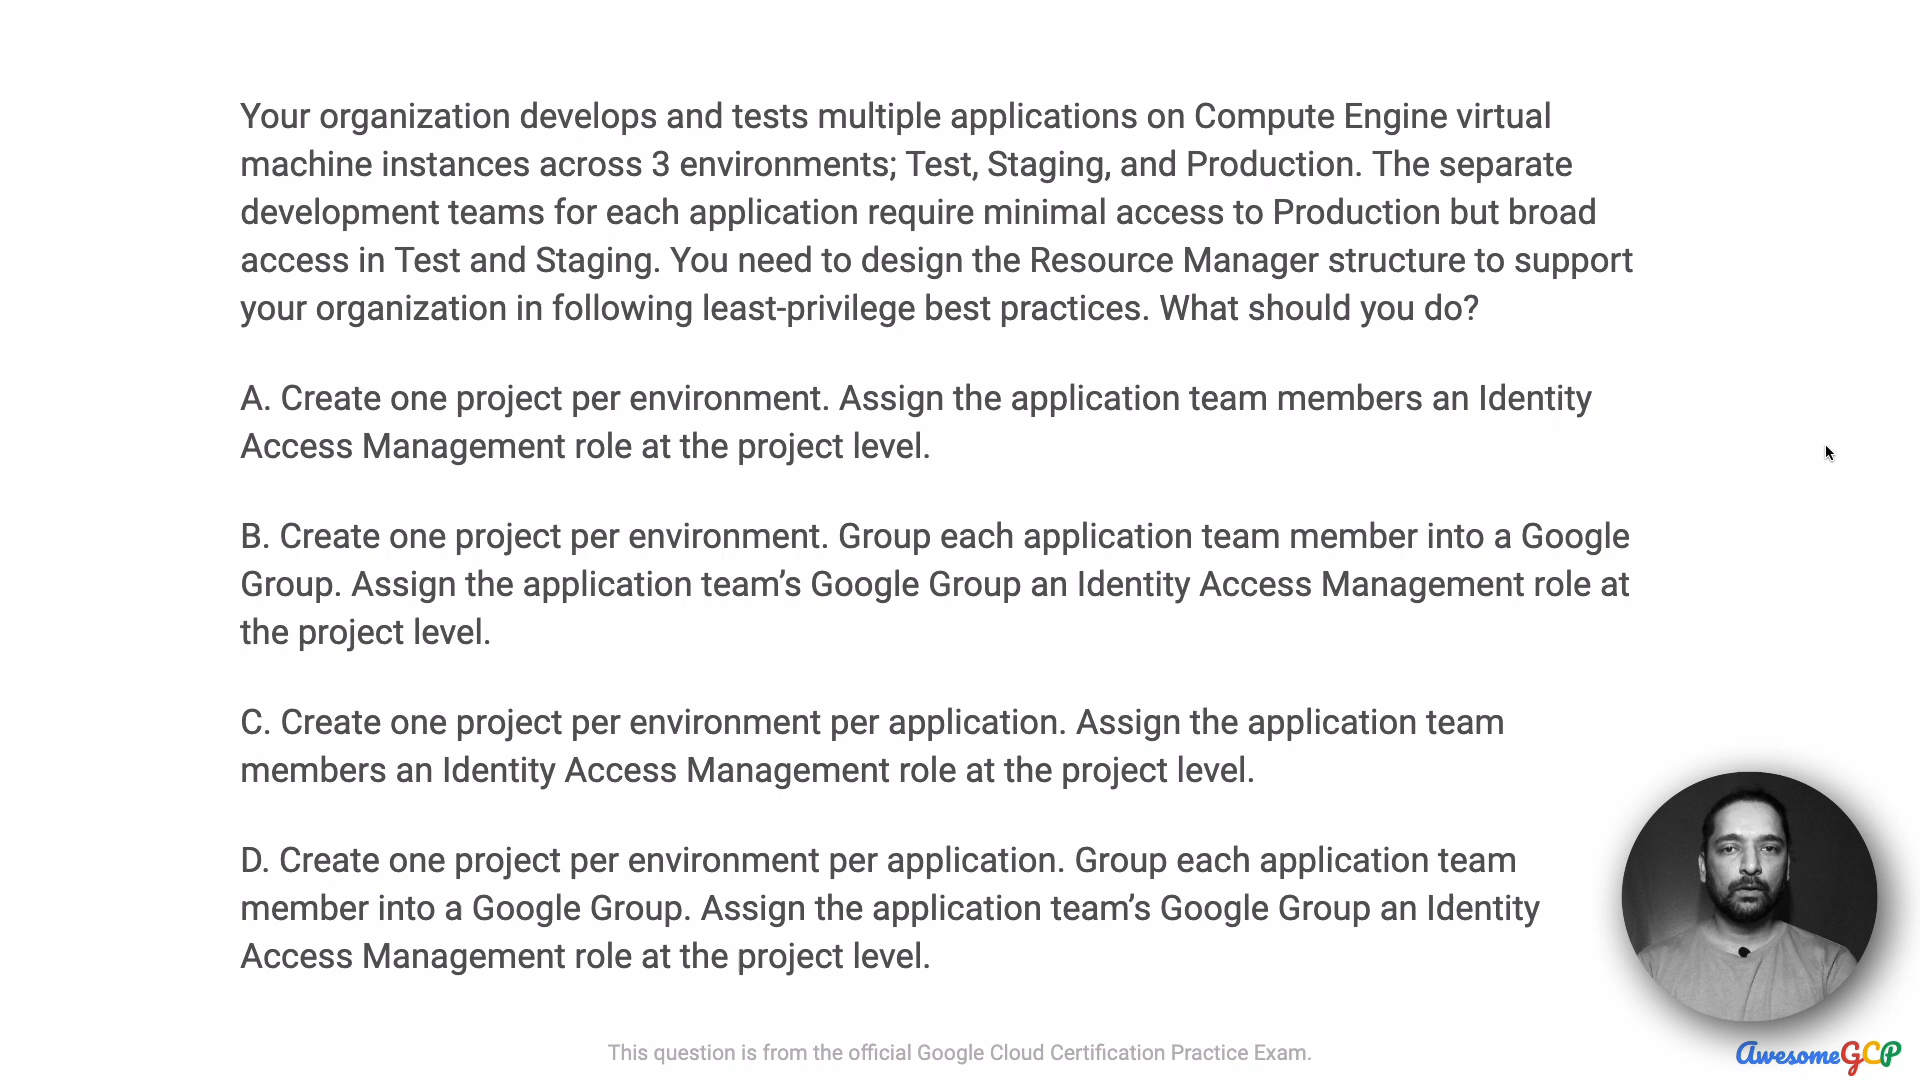 Your organization develops and tests multiple applications on Compute Engine virtual
machine instances across 3 environments; Test, Staging, and Production. The separate
development teams for each application require minimal access to Production but broad
access in Test and Staging. You need to design the Resource Manager structure to support
your organization in following least-privilege best practices. What should you do?
A. Create one project per environment. Assign the application team members an Identity
Access Management role at the project level.
B. Create one project per environment. Group each application team member into a Google
Group. Assign the application team’s Google Group an Identity Access Management role at
the project level.
C. Create one project per environment per application. Assign the application team
members an Identity Access Management role at the project level.
D. Create one project per environment per application. Group each application team
member into a Google Group. Assign the application team’s Google Group an Identity
Access Management role at the project level.
This question is from the official Google Cloud Certification Practice Exam.
AwesomeGCP